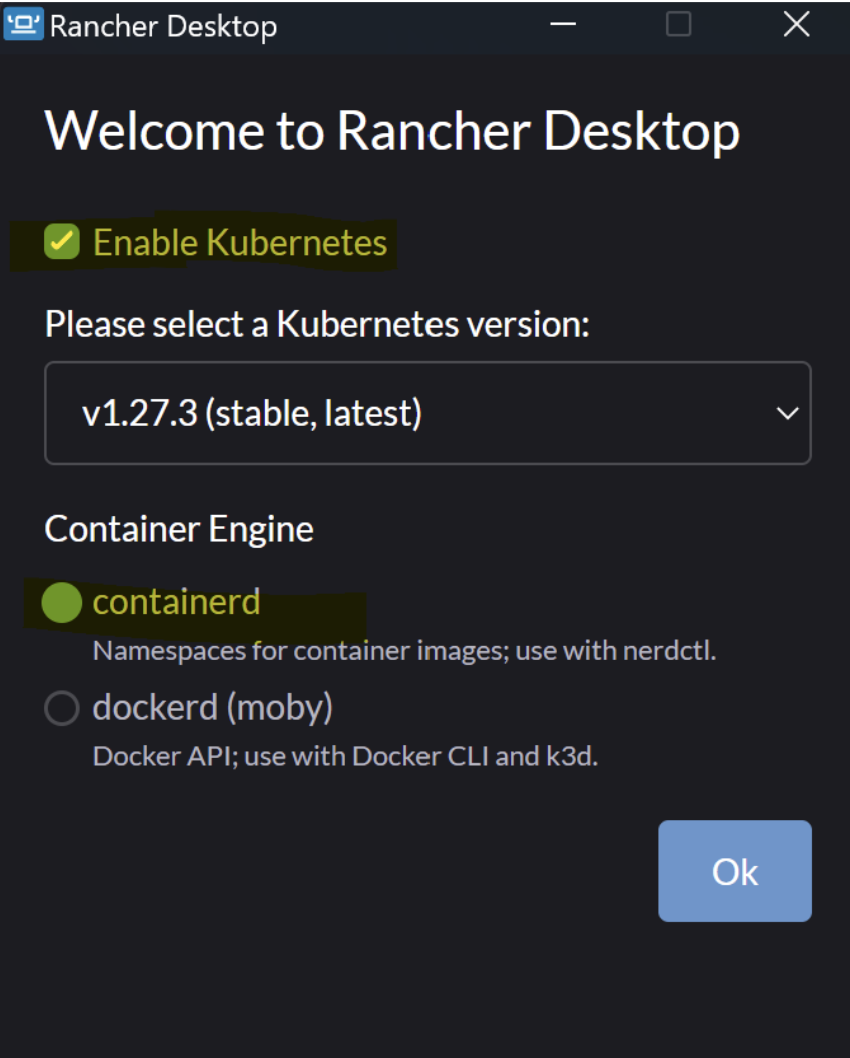 Rancher Desktop
Welcome to Rancher Desktop
Enable Kubernetes
Please select a Kubernetes version:
v1.27.3 (stable, latest)
Container Engine
containerd
Namespaces for container images; use with nerdctl.
dockerd (moby)
Docker API; use with Docker CLI and k3d.
Ok